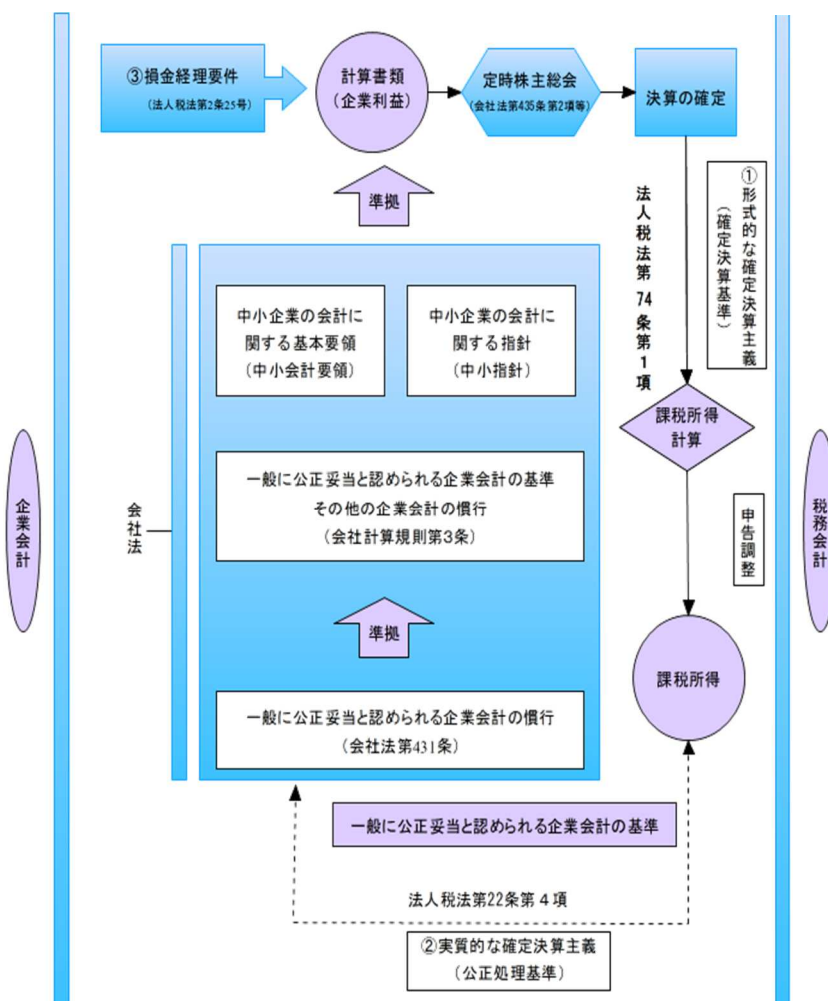 ③損金経理要件
(法人税法第2条25号)
計算書類
(企業利益)
定時株主総会
(会社法第435条第2項等)
決算の確定
準拠
法人税法第74条第1項
①形式的な確定決算主義
(確定決算基準)
中小企業の会計に
関する基本要領
(中小会計要領)
中小企業の会計に
関する指針
(中小指針)
課税所得
計算
一般に公正妥当と認められる企業会計の基準
その他の企業会計の慣行
(会社計算規則第3条)
企業会計
会社法
申告調整
税務会計
準拠
課税所得
一般に公正妥当と認められる企業会計の慣行
(会社法第431条)
一般に公正妥当と認められる企業会計の基準
法人税法第22条第4項
②実質的な確定決算主義
(公正処理基準)